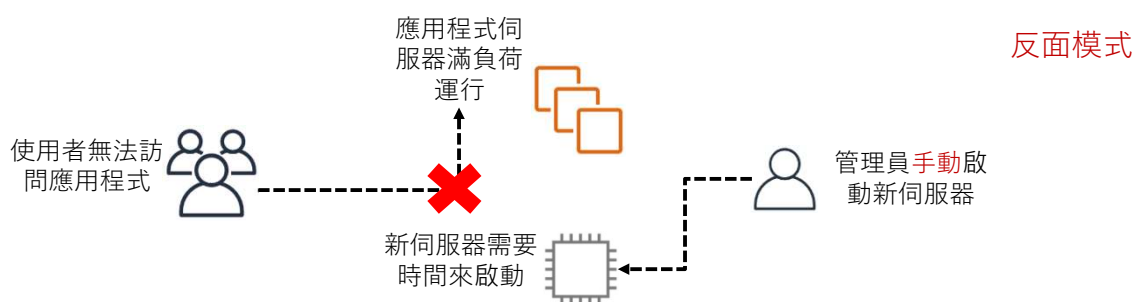 反面模式
應用程式伺
服器滿負荷
運行
使用者無法訪
問應用程式
管理員手動啟
動新伺服器
新伺服器需要
時間來啟動